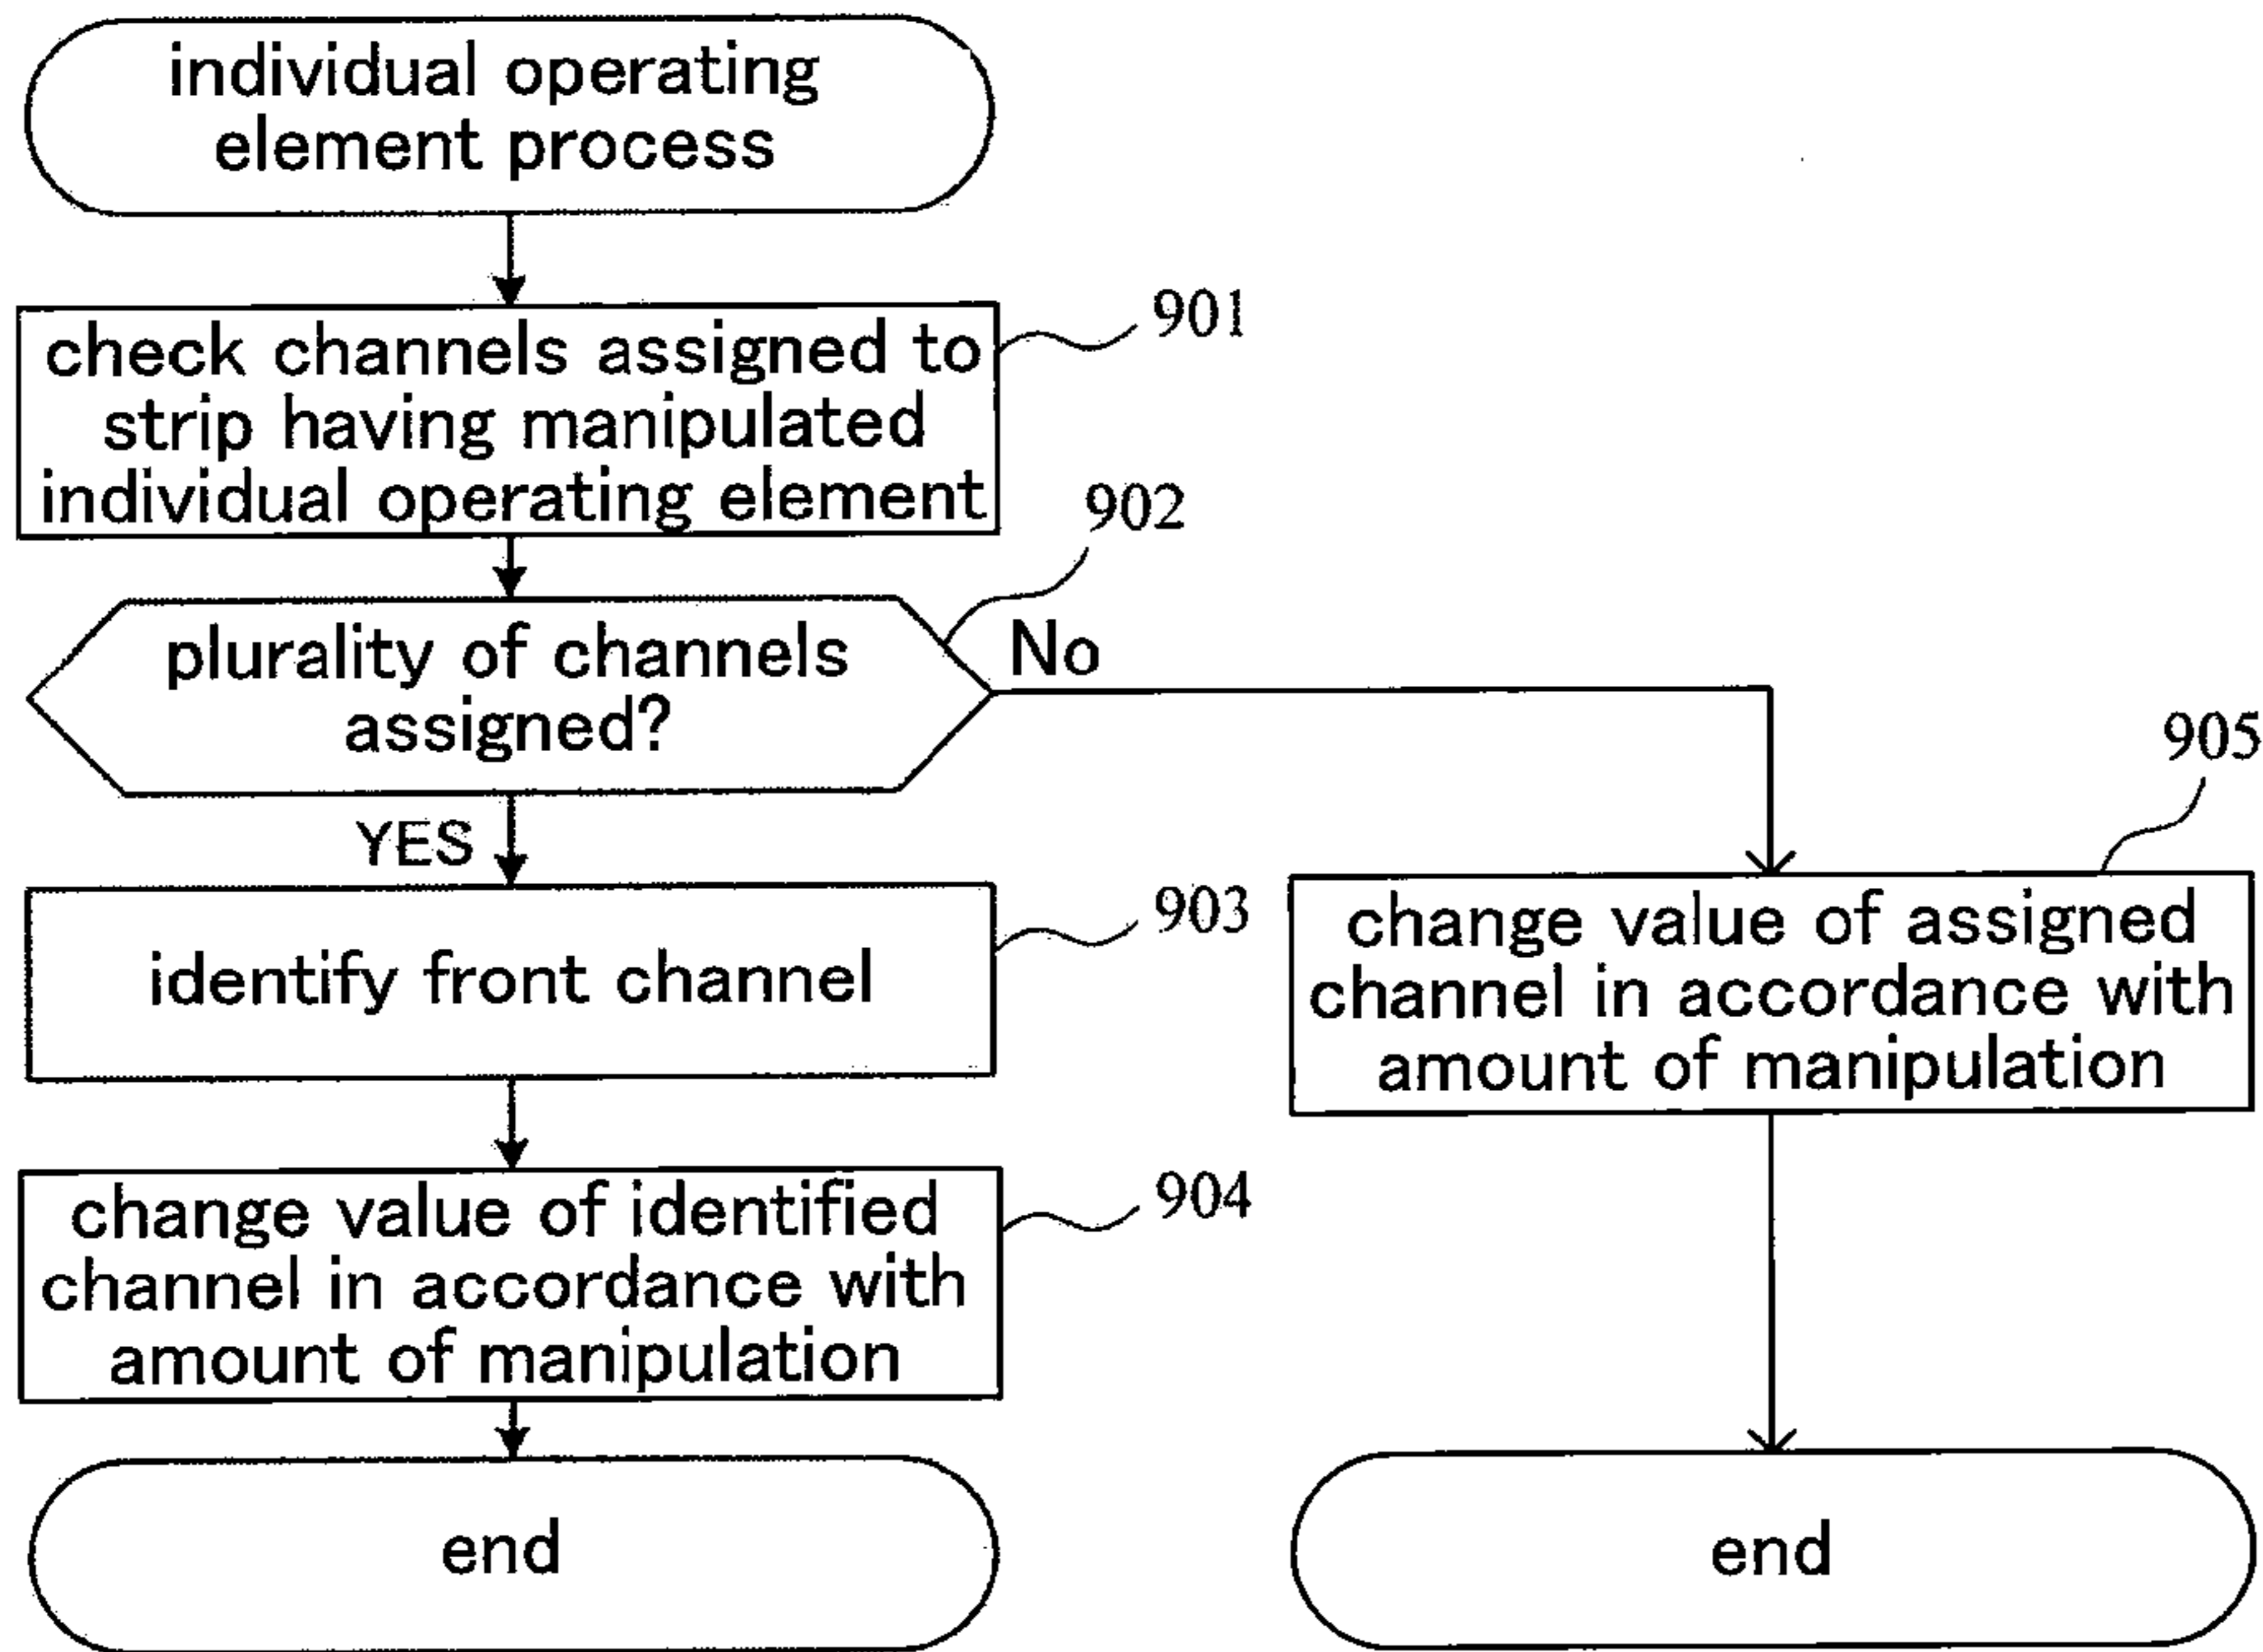 individual operating
element process
check channels assigned to
strip having manipulated
individual operating element
901
902
plurality of channels
assigned?
No
YES
identify front channel
903
change value of identified
channel in accordance with
amount of manipulation
904
end
905
change value of assigned
channel in accordance with
amount of manipulation
end